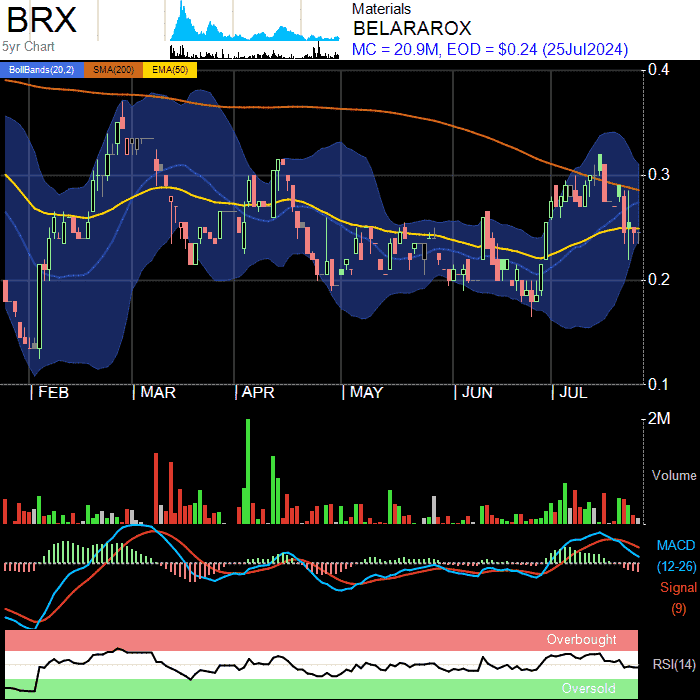 BRX
5yr Chart
Materials
BELARAROX
MC = 20.9M, EOD = $0.24 (25Jul2024)
BollBands(20,2) SMA(200) EMA(50)
0.4
0.3
0.2
0.1
FEB MAR APR MAY JUN JUL
2M
Volume
MACD
(12-26)
Signal
(9)
Overbought
RSI(14)
Oversold